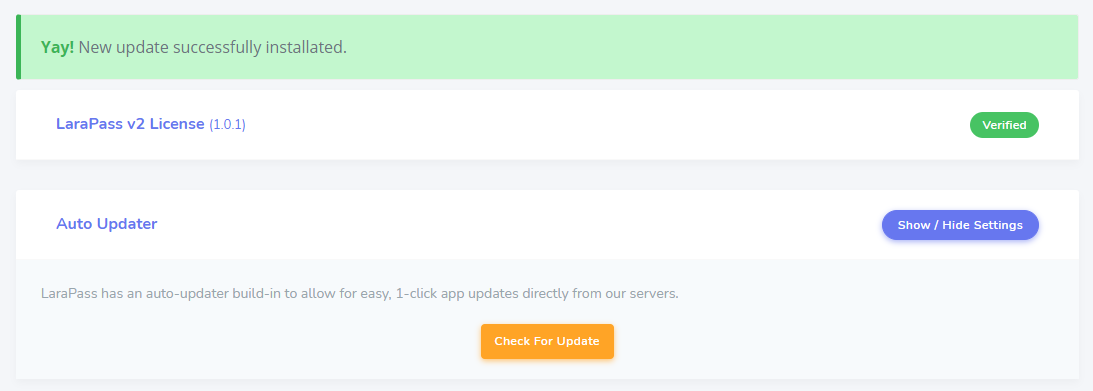 Yay! New update successfully installated.
LaraPass v2 License (1.0.1)
Verified
Auto Updater
Show / Hide Settings
LaraPass has an auto-updater build-in to allow for easy, 1-click app updates directly from our servers.
Check For Update